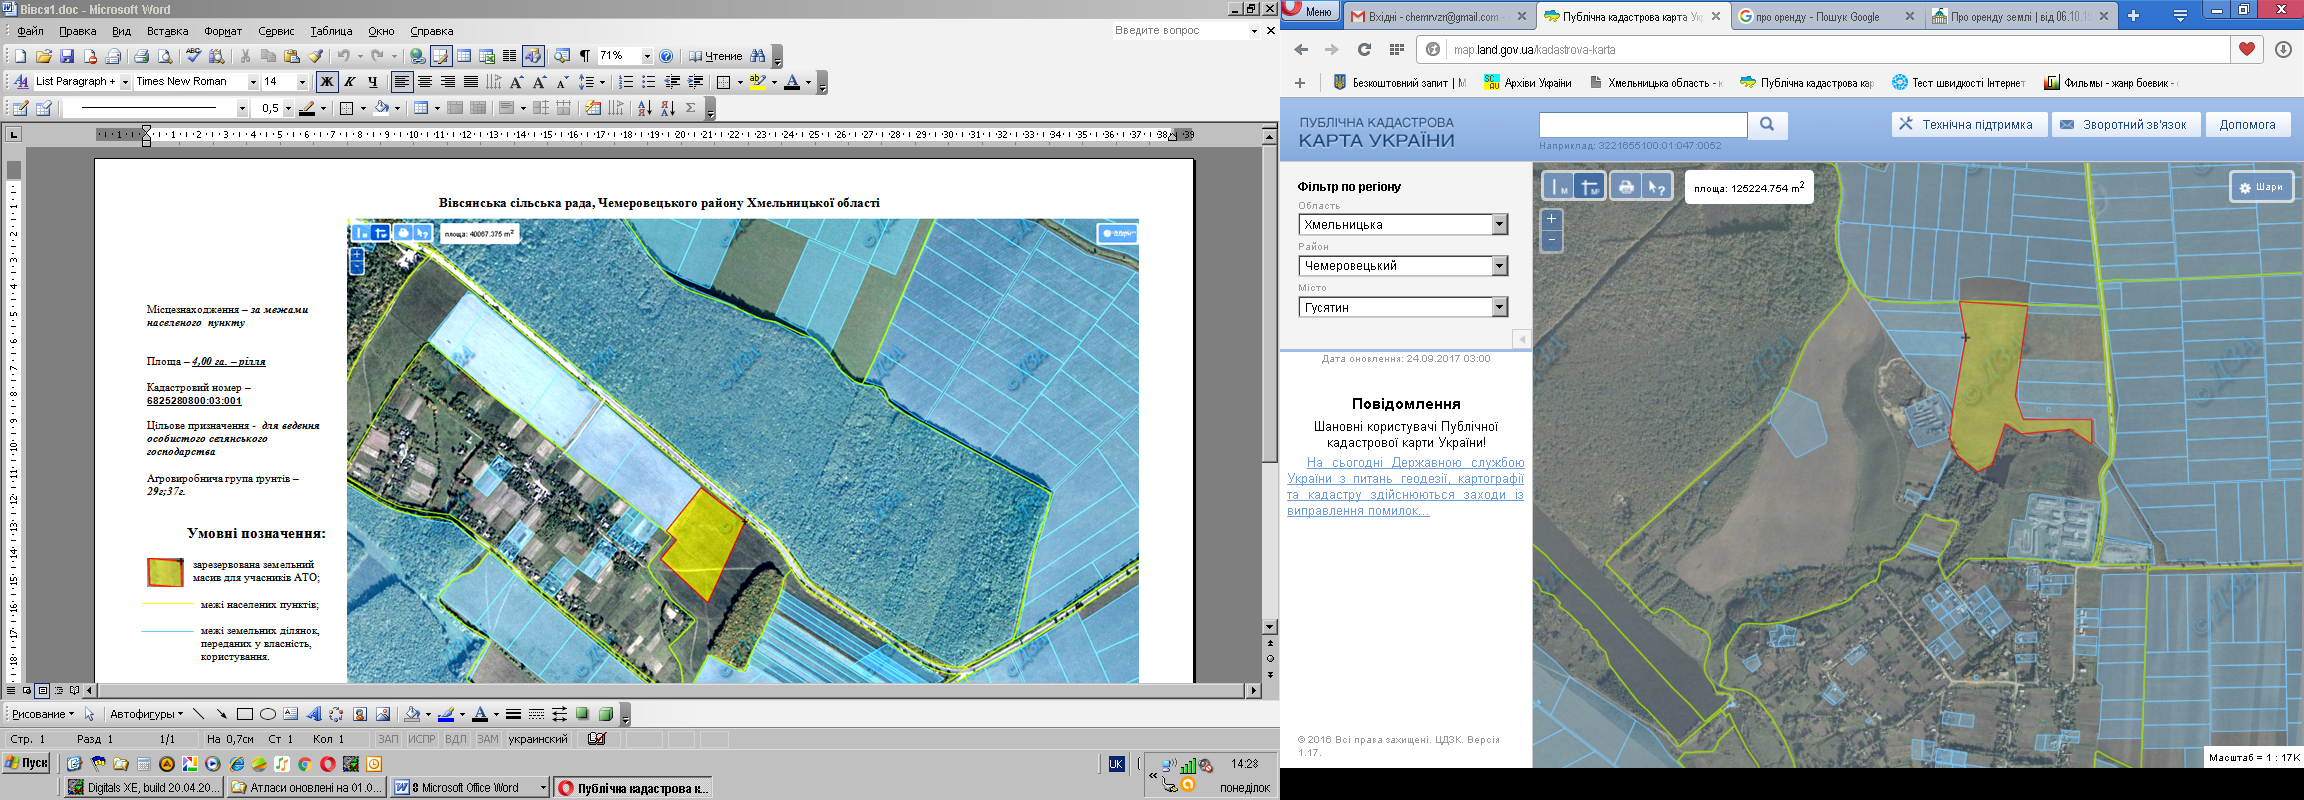 Вівся1.doc - Microsoft Word
Файл Правка Вид Вставка Формат Сервис Таблица Окно Справка
Введите вопрос
71%
Чтение
List Paragraph + Times New Roman 14 Ж К Ч
0,5
Вівсянська сільська рада, Чемеровецького району Хмельницької області
площа: 40067.375 m2
Місцезнаходження – за межами
населеного пункту
Площа – 4,00 га. – рілля
Кадастровий номер –
6825280800:03:001
Цільове призначення - для ведення
особистого селянського
господарства
Агровиробнича група ґрунтів –
29г;37г.
Умовні позначення:
зарезервована земельний
масив для учасників АТО;
межі населених пунктів;
межі земельних ділянок,
переданих у власність,
користування.
Рисование Автофигуры
Стр. 1 Разд 1 1/1 На 0,7см Ст 1 Кол 1 ЗАП ИСПР ВДЛ ЗАМ украинский
Пуск
UK
14:28
понеділок
Digitals XE, build 20.04.20...
Атласи оновлені на 01.0...
8 Microsoft Office Word
Публічна кадастрова к...
Меню
Вхідні - chemrvzr@gmail.com -
Публічна кадастрова карта Ук
про оренду - Пошук Google
Про оренду землі | від 06.10.19
map.land.gov.ua/kadastrova-karta
Безкоштовний запит | М
Архіви України
Хмельницька область - к
Публічна кадастрова кар
Тест швидкості Інтернет
Фильмы - жанр боевик -
ПУБЛІЧНА КАДАСТРОВА
КАРТА УКРАЇНИ
Наприклад: 3221655100:01:047:0052
Технічна підтримка
Зворотний зв'язок
Допомога
Фільтр по регіону
Область
Хмельницька
Район
Чемеровецький
Місто
Гусятин
Дата оновлення: 24.09.2017 03:00
Повідомлення
Шановні користувачі Публічної
кадастрової карти України!
На сьогодні Державною службою
України з питань геодезії, картографії
та кадастру здійснюються заходи із
виправлення помилок...
© 2016 Всі права захищені. ЦДЗК. Версія
1.17.
площа: 125224.754 m2
Шари
Масштаб = 1 : 17K